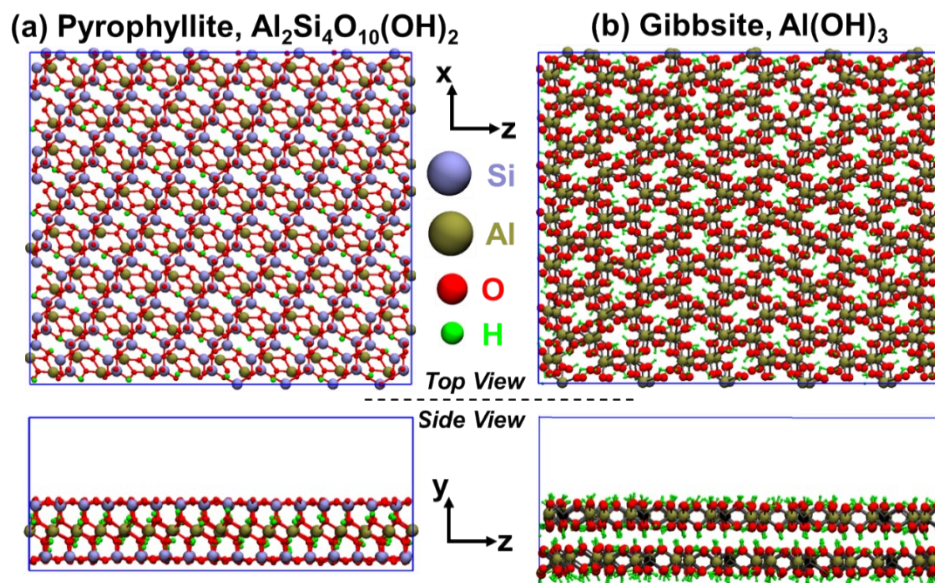 (a) Pyrophyllite, Al₂Si₄O₁₀(OH)₂
(b) Gibbsite, Al(OH)₃
x
z
Si
Al
O
H
Top View
Side View
y
z